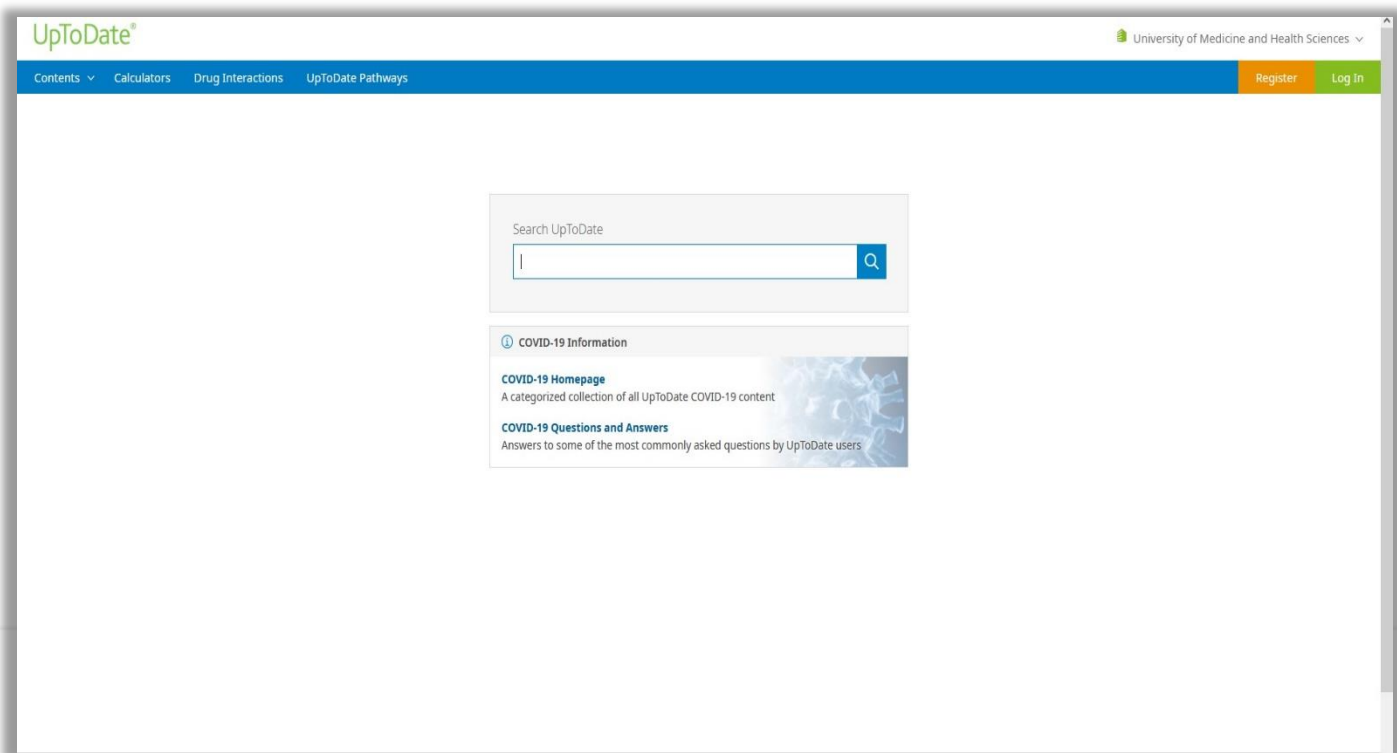 UpToDate®
University of Medicine and Health Sciences
Contents Calculators Drug Interactions UpToDate Pathways Register Log In
Search UpToDate
COVID-19 Information
COVID-19 Homepage
A categorized collection of all UpToDate COVID-19 content
COVID-19 Questions and Answers
Answers to some of the most commonly asked questions by UpToDate users